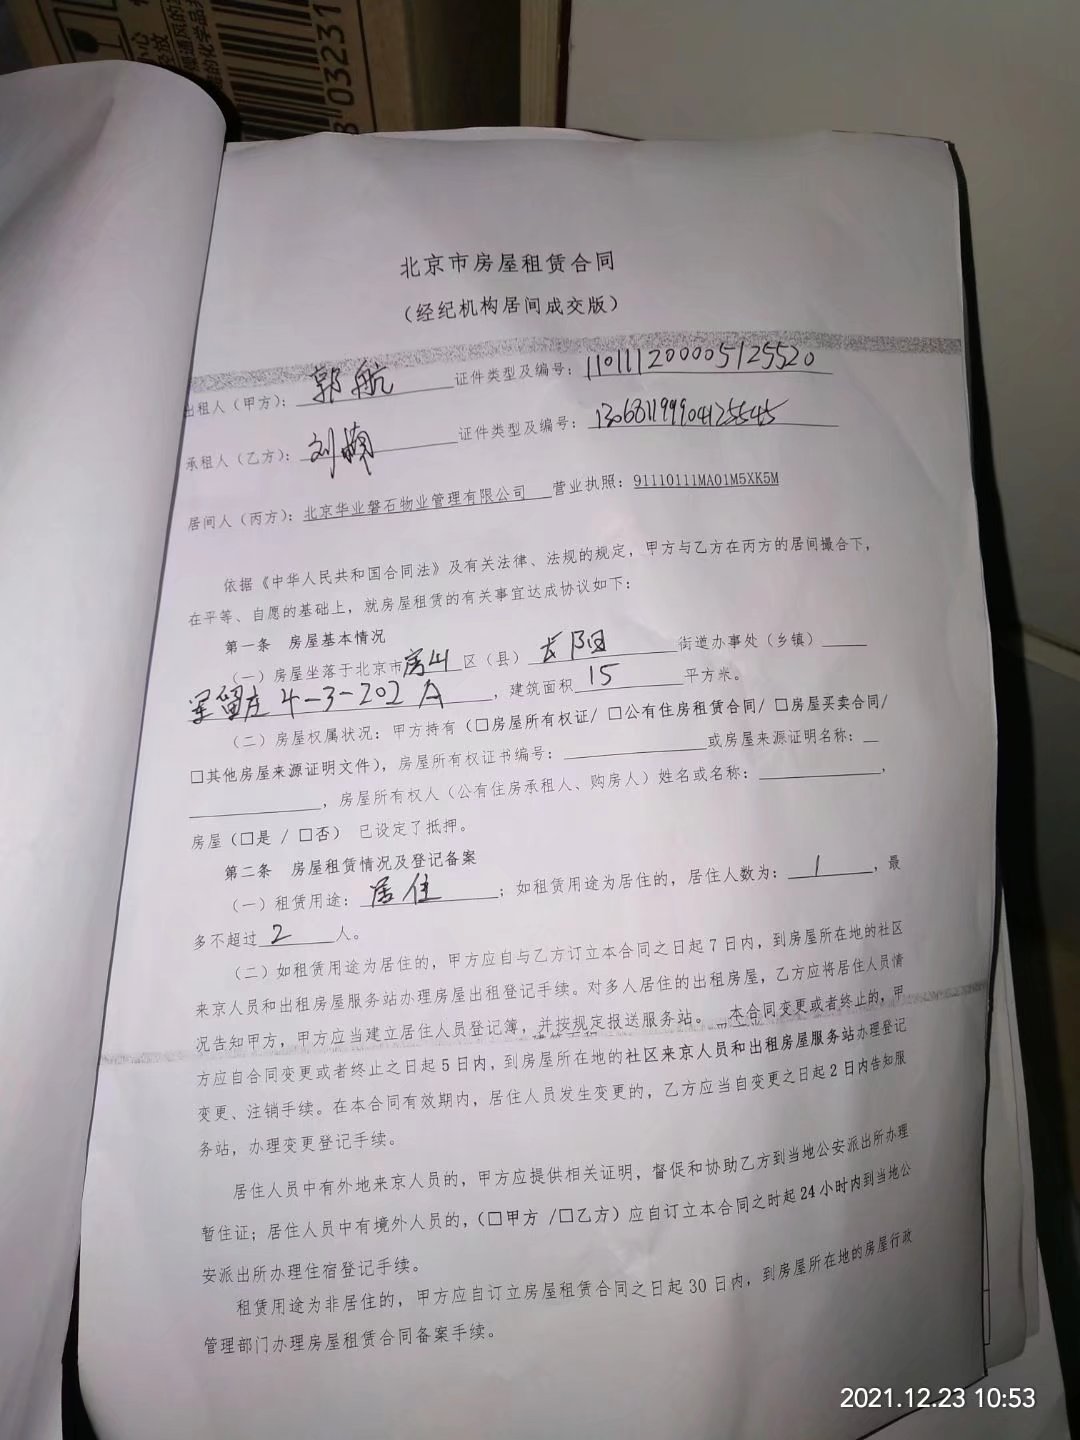 小心
轻放
03231
北京市房屋租赁合同
（经纪机构居间成交版）
出租人（甲方）：郭航 证件类型及编号：110111200005125520
承租人（乙方）：刘楠 证件类型及编号：130681199904125545
居间人（丙方）：北京华业磐石物业管理有限公司 营业执照：91110111MA01M5XK5M
依据《中华人民共和国合同法》及有关法律、法规的规定，甲方与乙方在丙方的居间撮合下，
在平等、自愿的基础上，就房屋租赁的有关事宜达成协议如下：
第一条 房屋基本情况
（一）房屋坐落于北京市房山区（县）长阳街道办事处（乡镇）
留庄 4-3-202 A，建筑面积15平方米。
（二）房屋权属状况：甲方持有（□房屋所有权证/ □公有住房租赁合同/ □房屋买卖合同/
□其他房屋来源证明文件），房屋所有权证书编号：或房屋来源证明名称：
，房屋所有权人（公有住房承租人、购房人）姓名或名称：，
房屋（□是 / □否） 已设定了抵押。
第二条 房屋租赁情况及登记备案
（一）租赁用途：居住；如租赁用途为居住的，居住人数为：1，最
多不超过2人。
（二）如租赁用途为居住的，甲方应自与乙方订立本合同之日起7日内，到房屋所在地的社区
来京人员和出租房屋服务站办理房屋出租登记手续。对多人居住的出租房屋，乙方应将居住人员情
况告知甲方，甲方应当建立居住人员登记簿，并按规定报送服务站。 本合同变更或者终止的，甲
方应自合同变更或者终止之日起5日内，到房屋所在地的社区来京人员和出租房屋服务站办理登记
变更、注销手续。在本合同有效期内，居住人员发生变更的，乙方应当自变更之日起2日内告知服
务站，办理变更登记手续。
居住人员中有外地来京人员的，甲方应提供相关证明，督促和协助乙方到当地公安派出所办理
暂住证；居住人员中有境外人员的，（□甲方 /□乙方）应自订立本合同之时起24小时内到当地公
安派出所办理住宿登记手续。
租赁用途为非居住的，甲方应自订立房屋租赁合同之日起30日内，到房屋所在地的房屋行政
管理部门办理房屋租赁合同备案手续。
2021.12.23 10:53